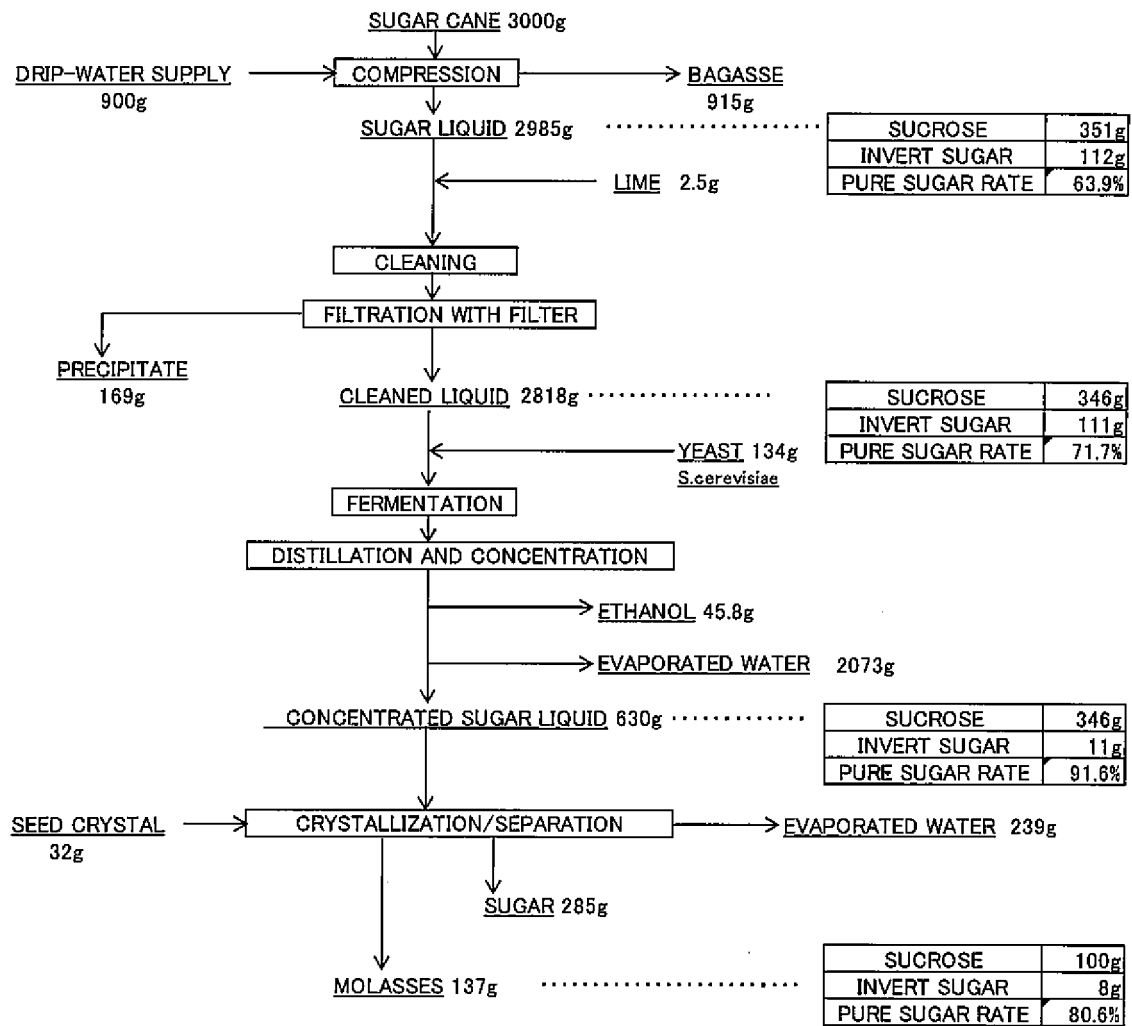 SUGAR CANE 3000g
DRIP-WATER SUPPLY
900g
COMPRESSION
BAGASSE
915g
SUGAR LIQUID 2985g
SUCROSE 351g
INVERT SUGAR 112g
PURE SUGAR RATE 63.9%
LIME 2.5g
CLEANING
FILTRATION WITH FILTER
PRECIPITATE
169g
CLEANED LIQUID 2818g
SUCROSE 346g
INVERT SUGAR 111g
PURE SUGAR RATE 71.7%
YEAST 134g
S.cerevisiae
FERMENTATION
DISTILLATION AND CONCENTRATION
ETHANOL 45.8g
EVAPORATED WATER 2073g
CONCENTRATED SUGAR LIQUID 630g
SUCROSE 346g
INVERT SUGAR 11g
PURE SUGAR RATE 91.6%
SEED CRYSTAL
32g
CRYSTALLIZATION/SEPARATION
EVAPORATED WATER 239g
SUGAR 285g
MOLASSES 137g
SUCROSE 100g
INVERT SUGAR 8g
PURE SUGAR RATE 80.6%